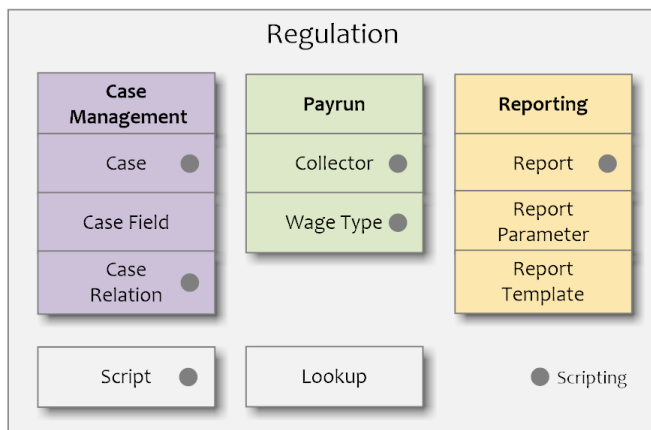 Regulation
Case
Management
Case
Case Field
Case
Relation
Payrun
Collector
Wage Type
Reporting
Report
Report
Parameter
Report
Template
Script
Lookup
Scripting